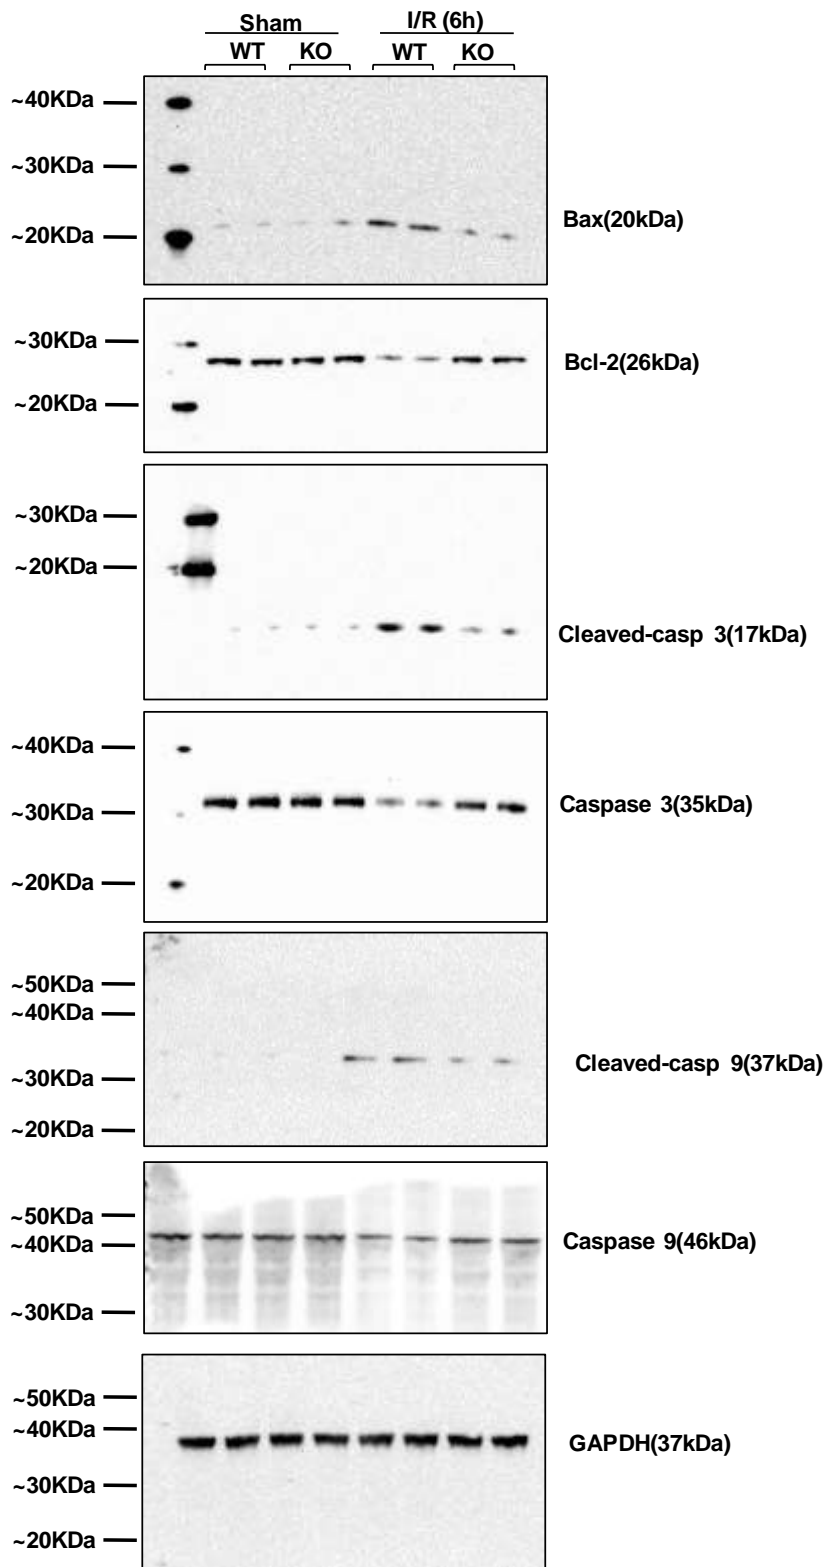 Sham I/R (6h)
WT KO WT KO
~40KDa
~30KDa
~20KDa
Bax(20kDa)
~30KDa
~20KDa
Bcl-2(26kDa)
~30KDa
~20KDa
Cleaved-casp 3(17kDa)
~40KDa
~30KDa
~20KDa
Caspase 3(35kDa)
~50KDa
~40KDa
~30KDa
~20KDa
Cleaved-casp 9(37kDa)
~50KDa
~40KDa
~30KDa
Caspase 9(46kDa)
~50KDa
~40KDa
~30KDa
~20KDa
GAPDH(37kDa)